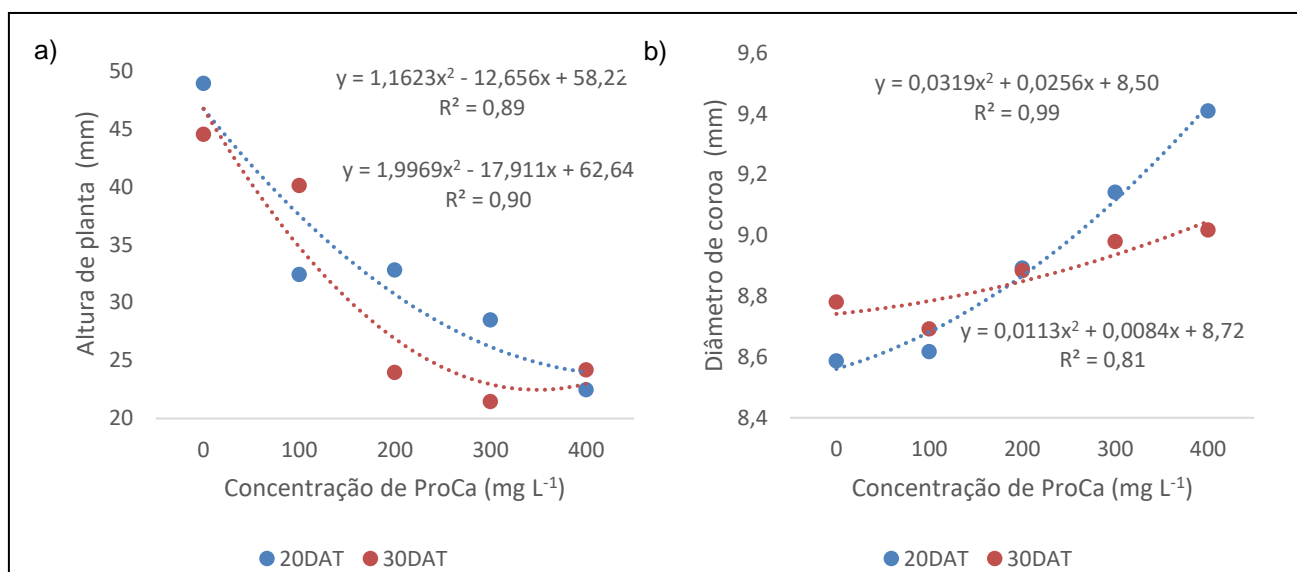 a)
y = 1,1623x² - 12,656x + 58,22
R² = 0,89
y = 1,9969x² - 17,911x + 62,64
R² = 0,90
50
45
40
35
30
25
20
Altura de planta (mm)
0 100 200 300 400
Concentração de ProCa (mg L⁻¹)
20DAT 30DAT
b)
y = 0,0319x² + 0,0256x + 8,50
R² = 0,99
y = 0,0113x² + 0,0084x + 8,72
R² = 0,81
9,6
9,4
9,2
9,0
8,8
8,6
8,4
Diâmetro de coroa (mm)
0 100 200 300 400
Concentração de ProCa (mg L⁻¹)
20DAT 30DAT